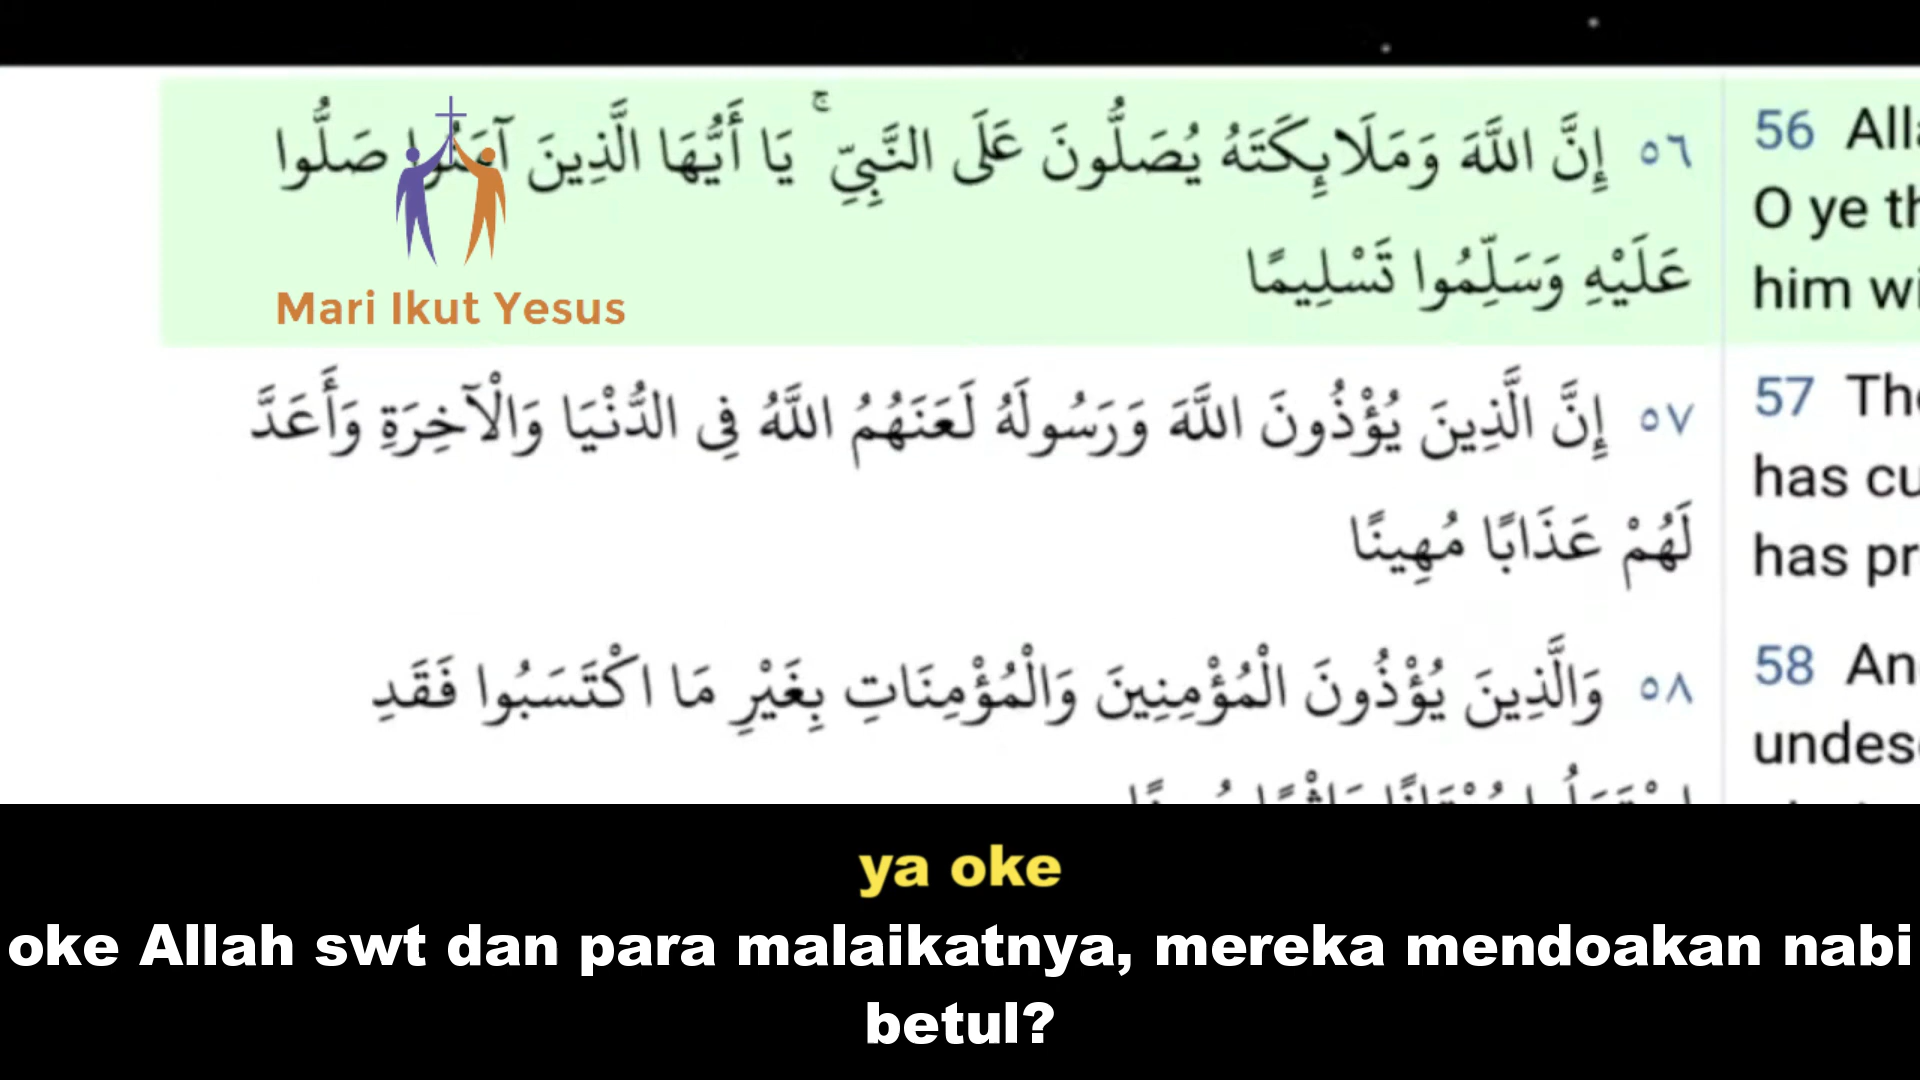 ٥٦ إِنَّ اللَّهَ وَمَلَائِكَتَهُ يُصَلُّونَ عَلَى النَّبِيِّ ۚ يَا أَيُّهَا الَّذِينَ آمَنُوا صَلُّوا
عَلَيْهِ وَسَلِّمُوا تَسْلِيمًا
56 All
O ye th
him wi
Mari Ikut Yesus
٥٧ إِنَّ الَّذِينَ يُؤْذُونَ اللَّهَ وَرَسُولَهُ لَعَنَهُمُ اللَّهُ فِى الدُّنْيَا وَالْآخِرَةِ وَأَعَدَّ
لَهُمْ عَذَابًا مُهِينًا
57 The
has cu
has pr
٥٨ وَالَّذِينَ يُؤْذُونَ الْمُؤْمِنِينَ وَالْمُؤْمِنَاتِ بِغَيْرِ مَا اكْتَسَبُوا فَقَدِ
58 An
undes
ya oke
oke Allah swt dan para malaikatnya, mereka mendoakan nabi
betul?